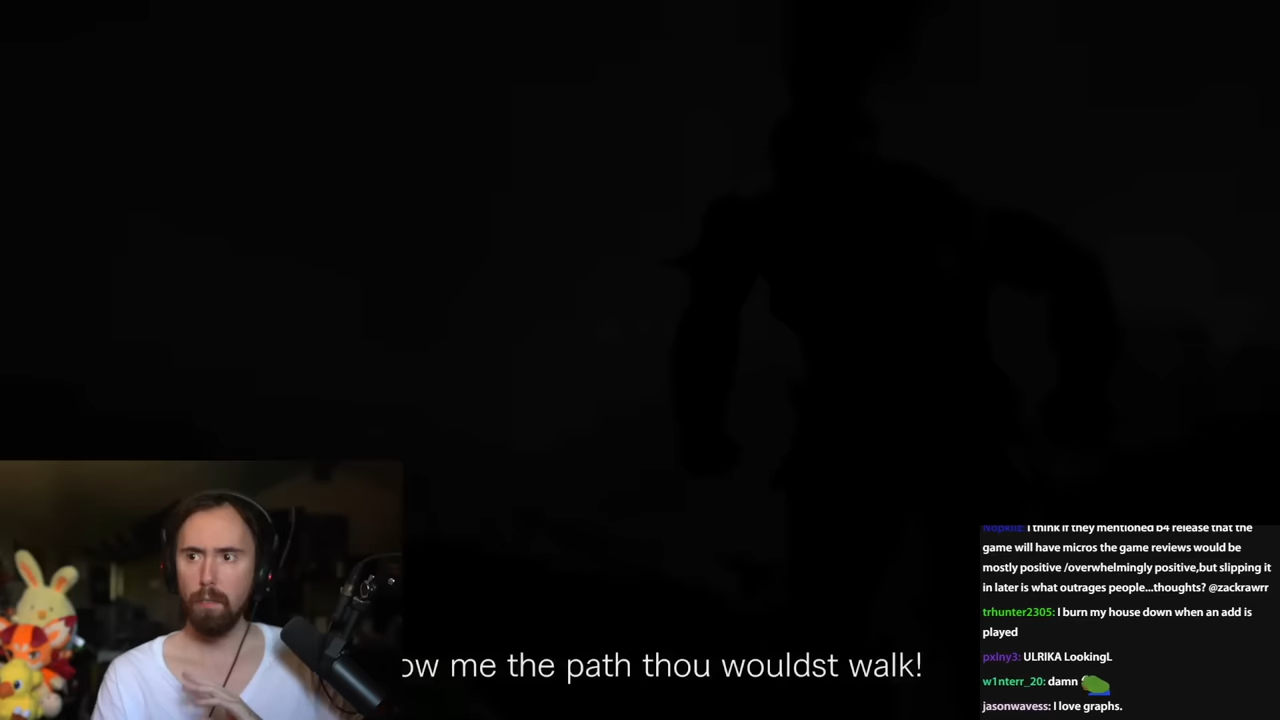 Nopkiiz: I think if they mentioned b4 release that the
game will have micros the game reviews would be
mostly positive /overwhelmingly positive,but slipping it
in later is what outrages people...thoughts? @zackrawrr
trhunter2305: I burn my house down when an add is
played
pxlny3: ULRIKA LookingL
ow me the path thou wouldst walk!
w1nterr_20: damn
jasonwavess: I love graphs.